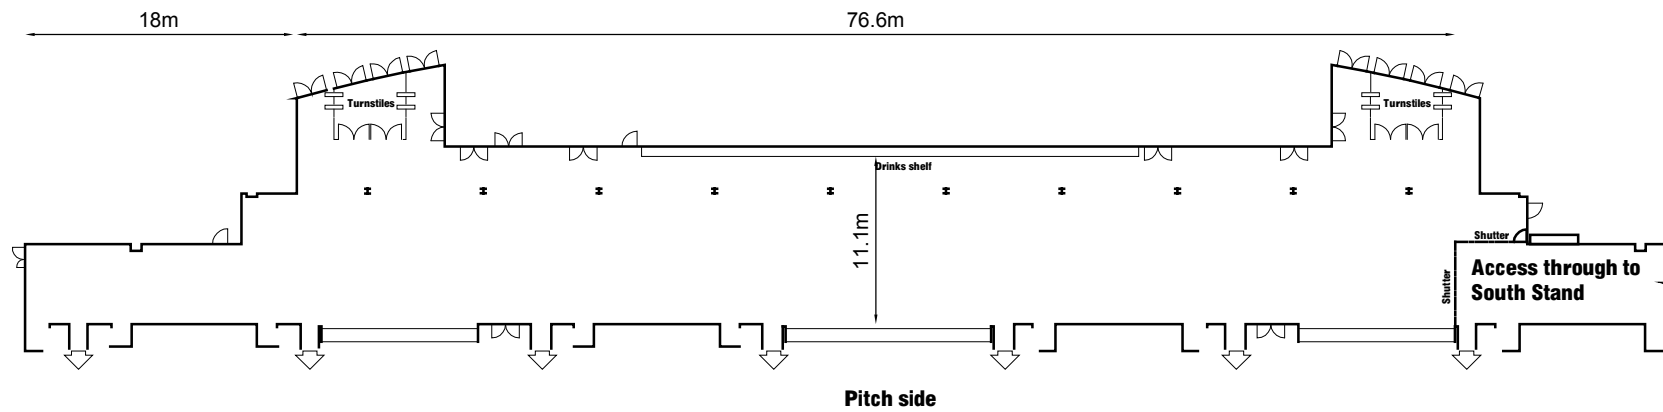 18m
76.6m
Turnstiles
Turnstiles
Drinks shelf
11.1m
Shutter
Shutter
Access through to
South Stand
Pitch side